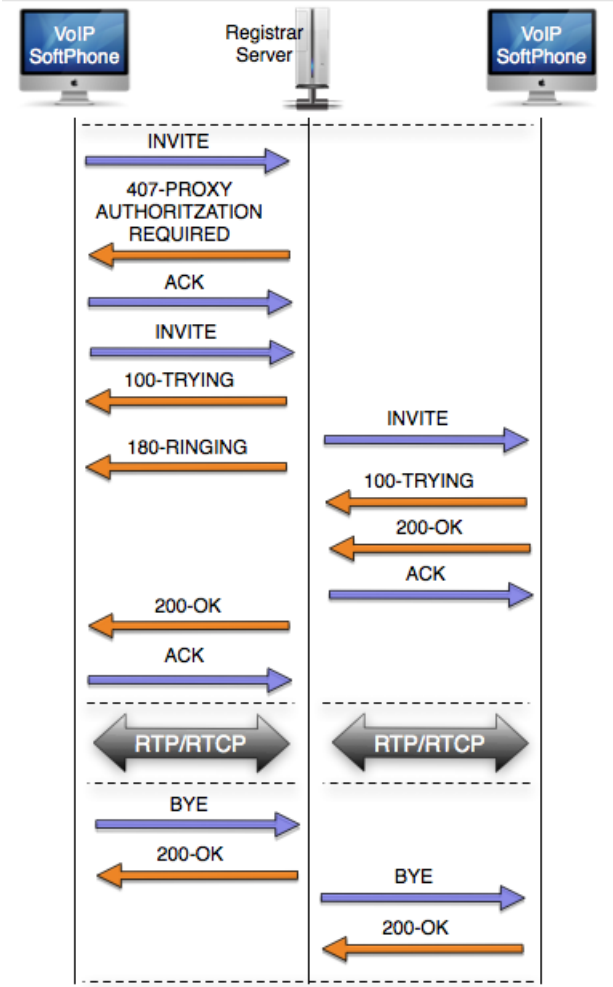 VoIP
SoftPhone
Registrar
Server
VoIP
SoftPhone
INVITE
407-PROXY
AUTHORITZATION
REQUIRED
ACK
INVITE
100-TRYING
INVITE
180-RINGING
100-TRYING
200-OK
ACK
200-OK
ACK
RTP/RTCP
RTP/RTCP
BYE
200-OK
BYE
200-OK